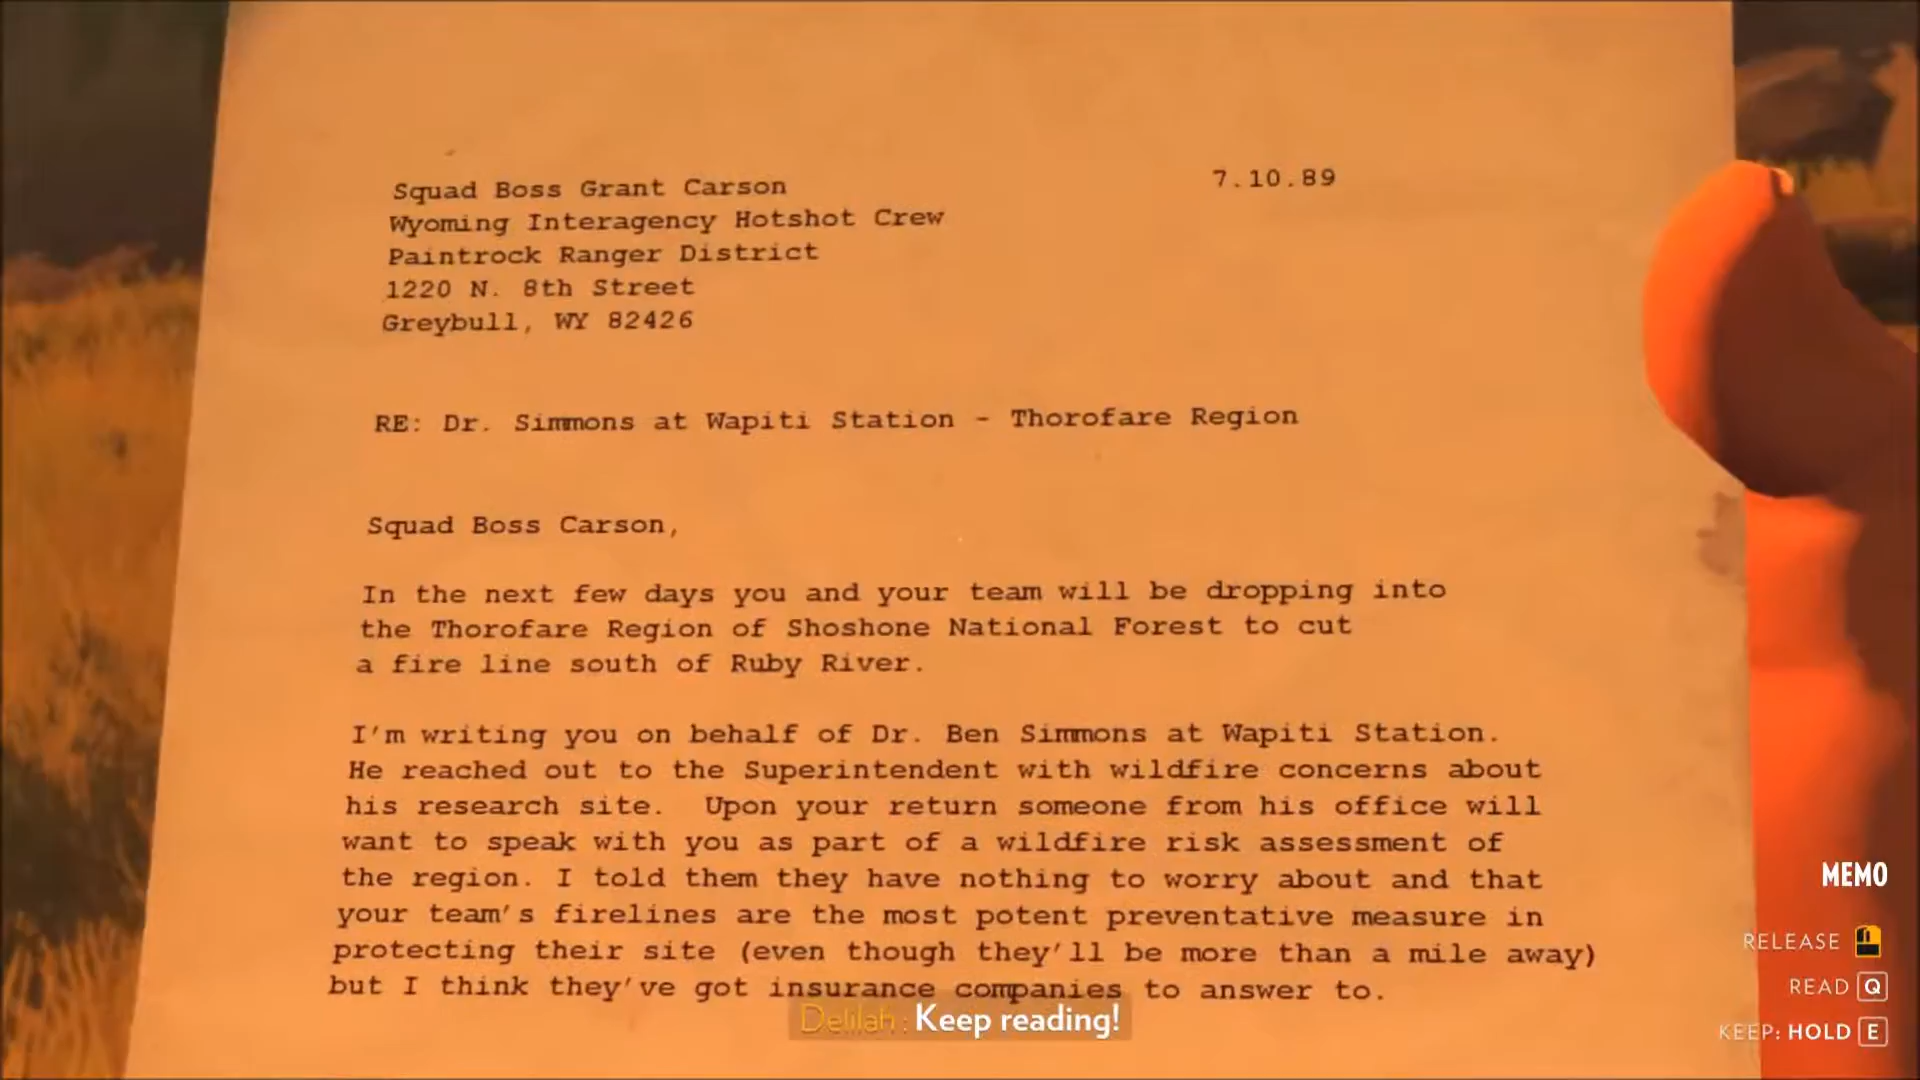 Squad Boss Grant Carson
7.10.89
Wyoming Interagency Hotshot Crew
Paintrock Ranger District
1220 N. 8th Street
Greybull, WY 82426
RE: Dr. Simmons at Wapiti Station - Thorofare Region
Squad Boss Carson,
In the next few days you and your team will be dropping into
the Thorofare Region of Shoshone National Forest to cut
a fire line south of Ruby River.
I'm writing you on behalf of Dr. Ben Simmons at Wapiti Station.
He reached out to the Superintendent with wildfire concerns about
his research site. Upon your return someone from his office will
want to speak with you as part of a wildfire risk assessment of
the region. I told them they have nothing to worry about and that
your team's firelines are the most potent preventative measure in
protecting their site (even though they'll be more than a mile away)
but I think they've got insurance companies to answer to.
Delilah: Keep reading!
MEMO
RELEASE
READ Q
KEEP: HOLD E